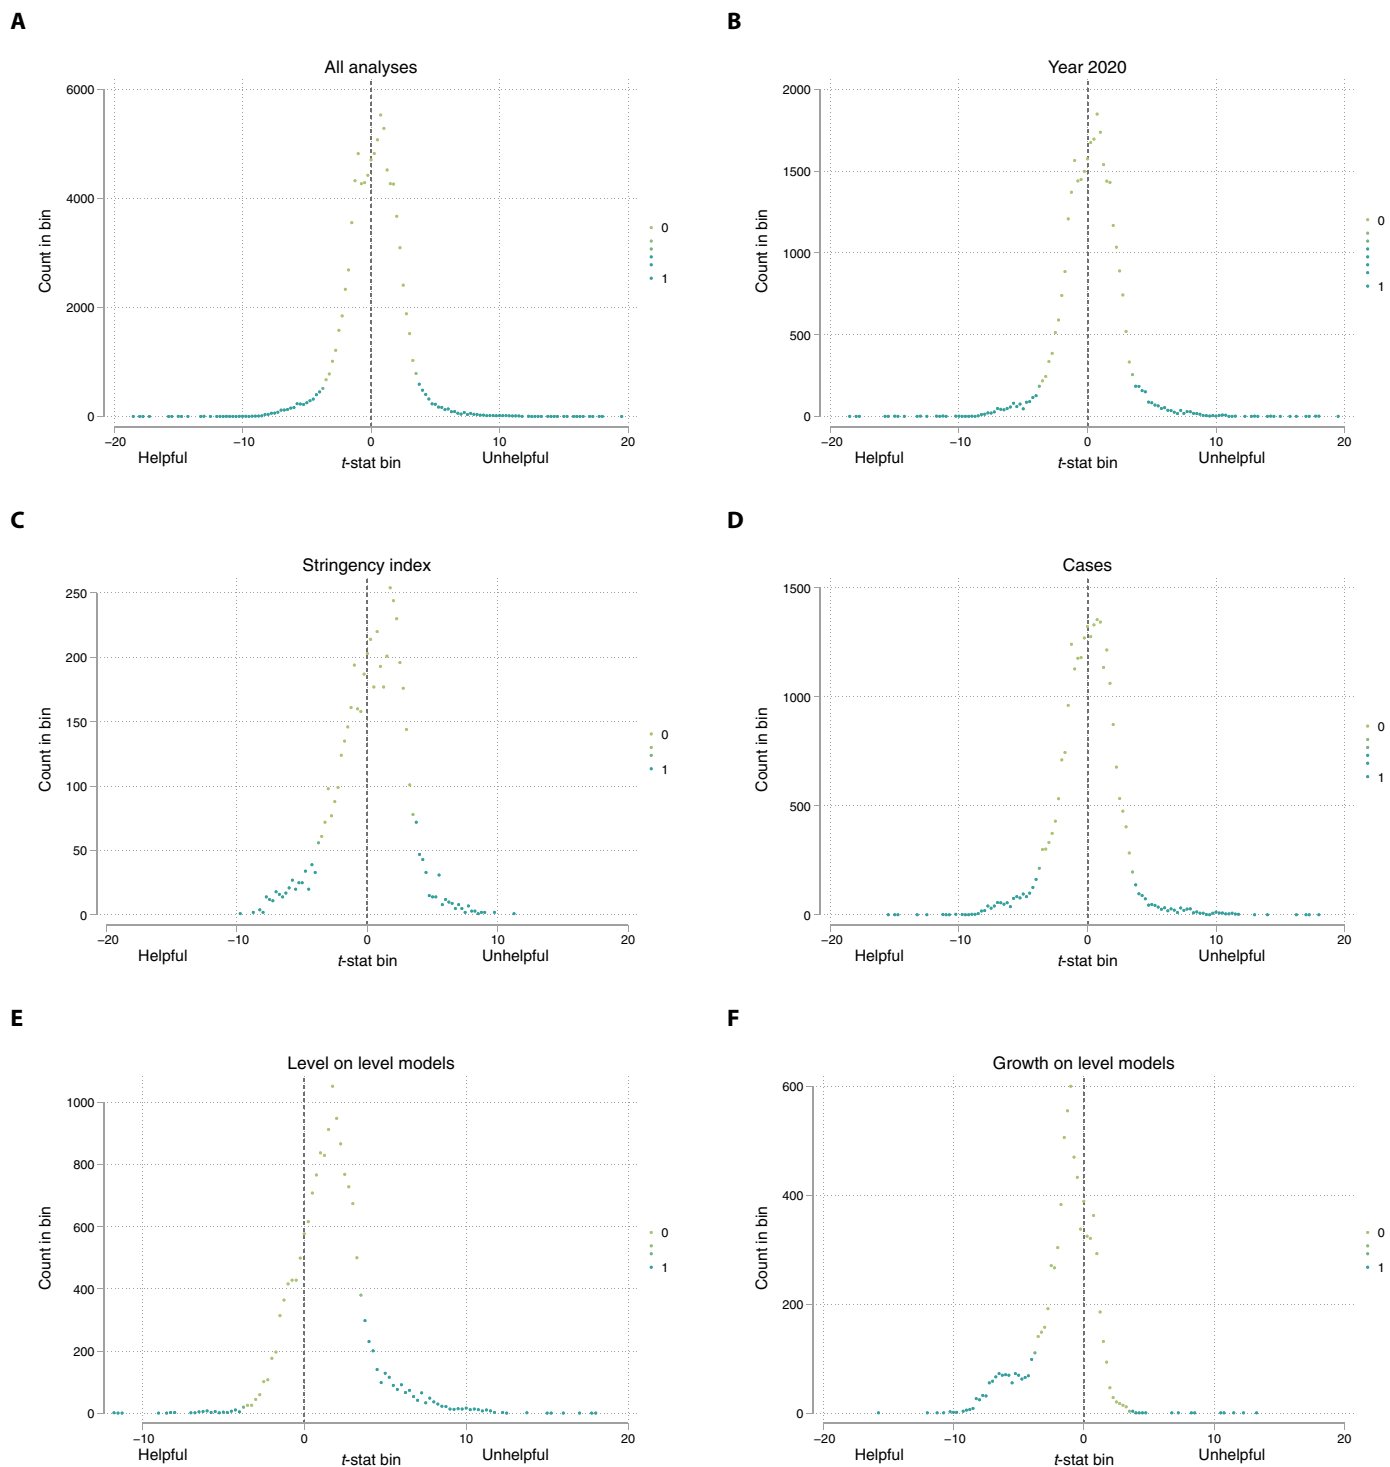 A
All analyses
6000
4000
2000
0
Count in bin
−20
−10
0
10
20
Helpful
t-stat bin
Unhelpful
0
1
B
Year 2020
2000
1500
1000
500
0
Count in bin
−20
−10
0
10
20
Helpful
t-stat bin
Unhelpful
0
1
C
Stringency index
250
200
150
100
50
0
Count in bin
−20
−10
0
10
20
Helpful
t-stat bin
Unhelpful
0
1
D
Cases
1500
1000
500
0
Count in bin
−20
−10
0
10
20
Helpful
t-stat bin
Unhelpful
0
1
E
Level on level models
1000
800
600
400
200
0
Count in bin
−10
0
10
20
Helpful
t-stat bin
Unhelpful
0
1
F
Growth on level models
600
400
200
0
Count in bin
−20
−10
0
10
20
Helpful
t-stat bin
Unhelpful
0
1